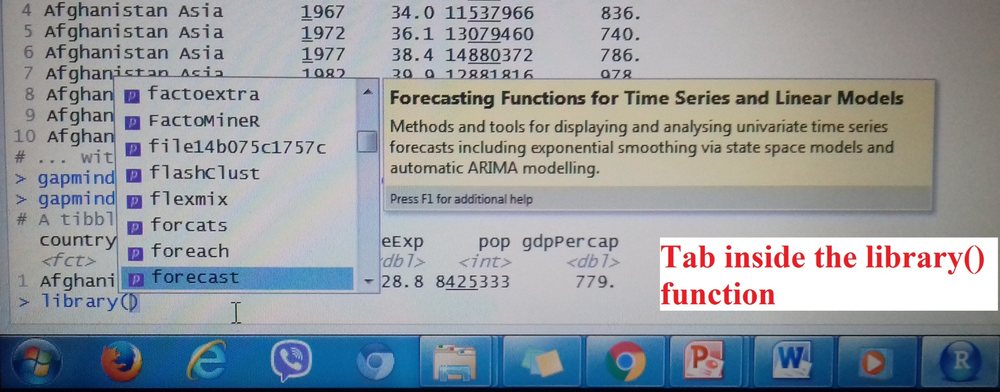 4 Afghanistan Asia 1967 34.0 11537966 836.
5 Afghanistan Asia 1972 36.1 13079460 740.
6 Afghanistan Asia 1977 38.4 14880372 786.
7 Afghanistan Asia 1982 39.9 12881816 978
8 Afghan
9 Afghan
10 Afghan
# ... wit
> gapmind
> gapmind
# A tibbl
country eExp pop gdpPercap
<fct> dbl> <int> <dbl>
1 Afghani 28.8 8425333 779.
> library()
factoextra
FactoMineR
file14b075c1757c
flashClust
flexmix
forcats
foreach
forecast
Forecasting Functions for Time Series and Linear Models
Methods and tools for displaying and analysing univariate time series
forecasts including exponential smoothing via state space models and
automatic ARIMA modelling.
Press F1 for additional help
Tab inside the library()
function